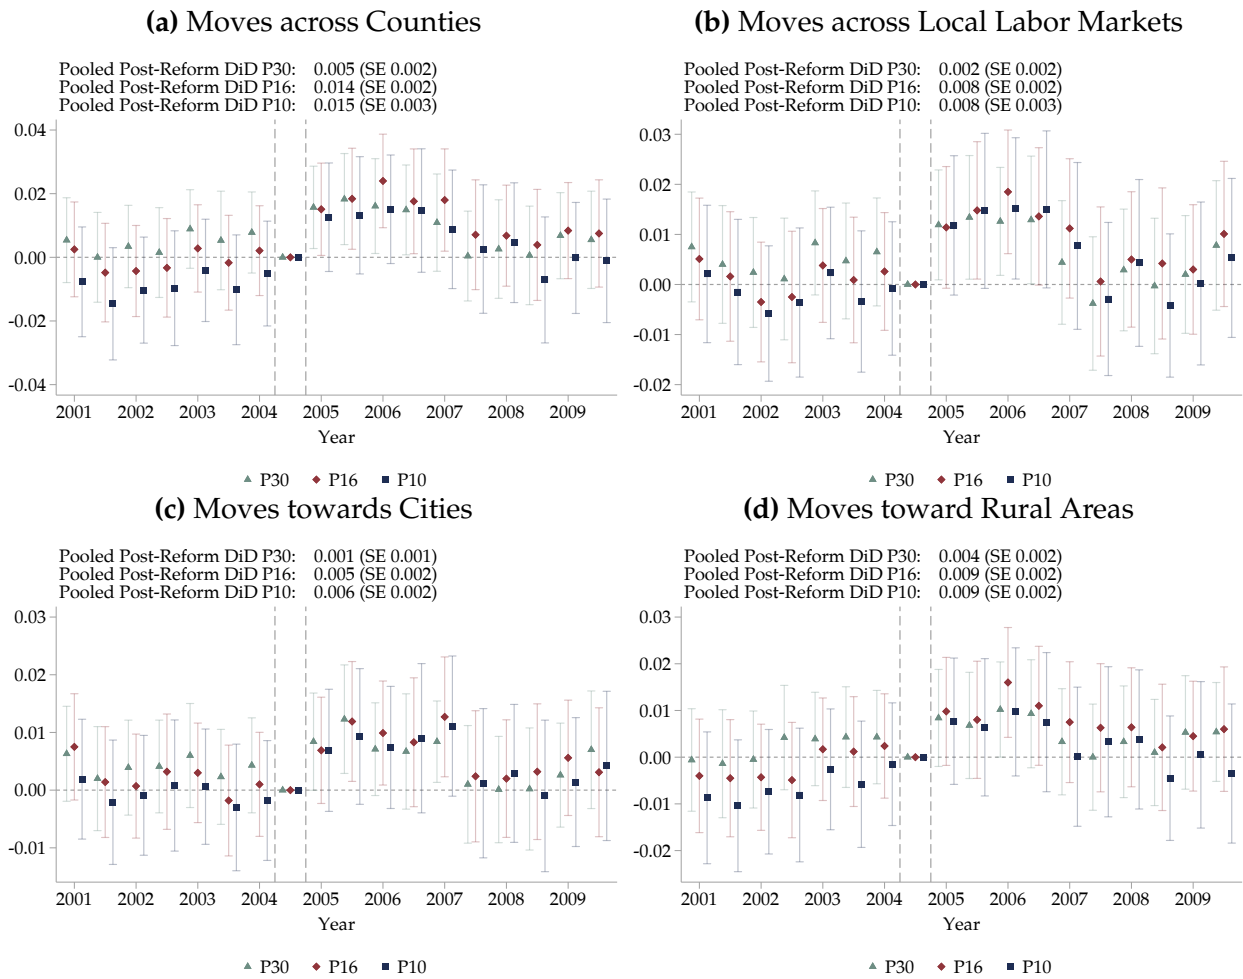 (a) Moves across Counties
Pooled Post-Reform DiD P30: 0.005 (SE 0.002)
Pooled Post-Reform DiD P16: 0.014 (SE 0.002)
Pooled Post-Reform DiD P10: 0.015 (SE 0.003)
0.04
0.02
0.00
-0.02
-0.04
2001 2002 2003 2004 2005 2006 2007 2008 2009
Year
P30 P16 P10
(b) Moves across Local Labor Markets
Pooled Post-Reform DiD P30: 0.002 (SE 0.002)
Pooled Post-Reform DiD P16: 0.008 (SE 0.002)
Pooled Post-Reform DiD P10: 0.008 (SE 0.003)
0.03
0.02
0.01
0.00
-0.01
-0.02
2001 2002 2003 2004 2005 2006 2007 2008 2009
Year
P30 P16 P10
(c) Moves towards Cities
Pooled Post-Reform DiD P30: 0.001 (SE 0.001)
Pooled Post-Reform DiD P16: 0.005 (SE 0.002)
Pooled Post-Reform DiD P10: 0.006 (SE 0.002)
0.03
0.02
0.01
0.00
-0.01
2001 2002 2003 2004 2005 2006 2007 2008 2009
Year
P30 P16 P10
(d) Moves toward Rural Areas
Pooled Post-Reform DiD P30: 0.004 (SE 0.002)
Pooled Post-Reform DiD P16: 0.009 (SE 0.002)
Pooled Post-Reform DiD P10: 0.009 (SE 0.002)
0.03
0.02
0.01
0.00
-0.01
-0.02
2001 2002 2003 2004 2005 2006 2007 2008 2009
Year
P30 P16 P10